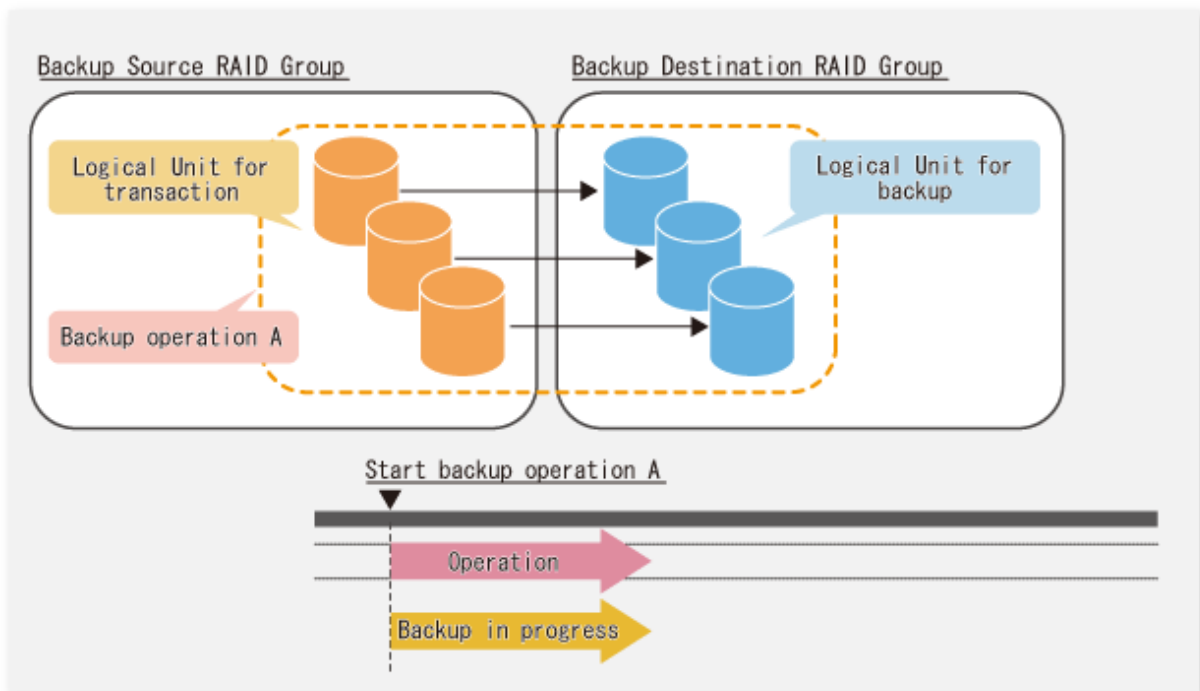 Backup Source RAID Group
Backup Destination RAID Group
Logical Unit for
transaction
Logical Unit for
backup
Backup operation A
Start backup operation A
Operation
Backup in progress